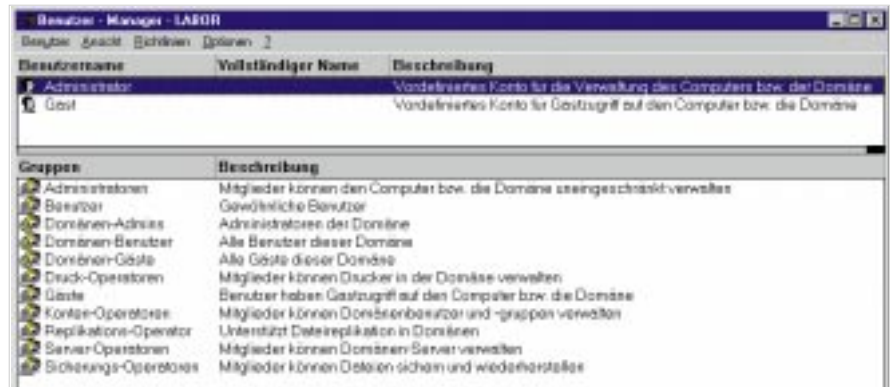 Benutzer - Manager - LABOR
Benutzer Ansicht Richtlinien Optionen ?
Benutzername Vollständiger Name Beschreibung
Administrator Vordefiniertes Konto für die Verwaltung des Computers bzw. der Domäne
Gast Vordefiniertes Konto für Gastzugriff auf den Computer bzw. die Domäne
Gruppen Beschreibung
Administratoren Mitglieder können den Computer bzw. die Domäne uneingeschränkt verwalten
Benutzer Gewöhnliche Benutzer
Domänen-Admins Administratoren der Domäne
Domänen-Benutzer Alle Benutzer dieser Domäne
Domänen-Gäste Alle Gäste dieser Domäne
Druck-Operatoren Mitglieder können Drucker in der Domäne verwalten
Gäste Benutzer haben Gastzugriff auf den Computer bzw. die Domäne
Konten-Operatoren Mitglieder können Domänenbenutzer und -gruppen verwalten
Replikations-Operator Unterstützt Dateireplikation in Domänen
Server-Operatoren Mitglieder können Domänen-Server verwalten
Sicherungs-Operatoren Mitglieder können Dateien sichern und wiederherstellen